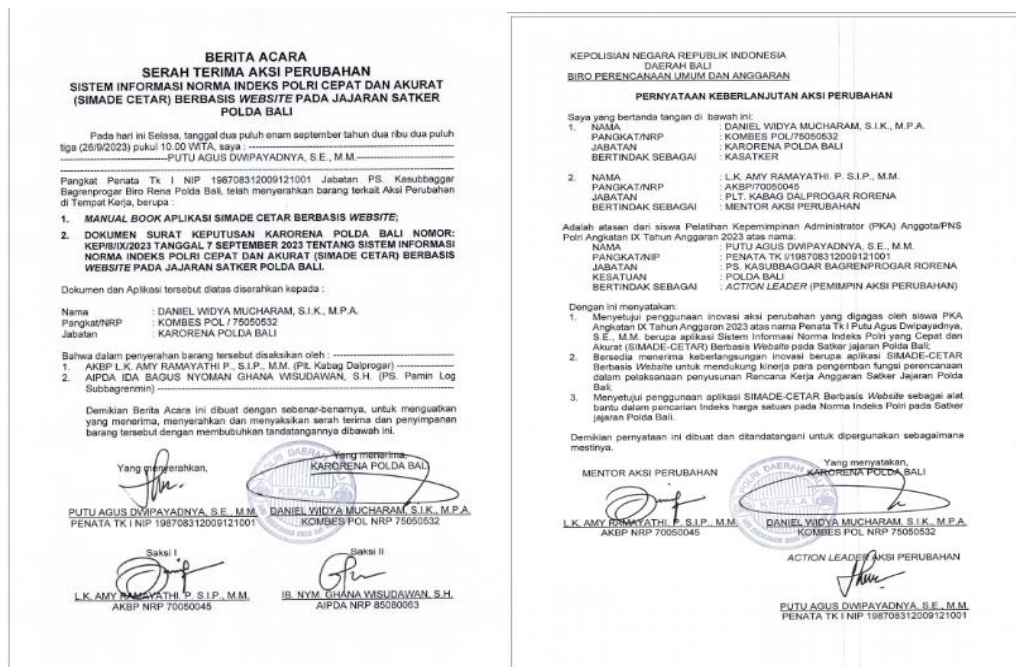 BERITA ACARA
SERAH TERIMA AKSI PERUBAHAN
SISTEM INFORMASI NORMA INDEKS POLRI CEPAT DAN AKURAT
(SIMADE CETAR) BERBASIS WEBSITE PADA JAJARAN SATKER
POLDA BALI
Pada hari ini Selasa, tanggal dua puluh enam september tahun dua ribu dua puluh
tiga (26/9/2023) pukul 10.00 WITA, saya :
PUTU AGUS DWIPAYADNYA, S.E., M.M.
Pangkat Penata Tk I NIP 198708312009121001 Jabatan PS. Kasubbaggar
Bagrenprogar Biro Rena Polda Bali, telah menyerahkan barang terkait Aksi Perubahan
di Tempat Kerja, berupa :
1. MANUAL BOOK APLIKASI SIMADE CETAR BERBASIS WEBSITE;
2. DOKUMEN SURAT KEPUTUSAN KARORENA POLDA BALI NOMOR:
KEP/8/IX/2023 TANGGAL 7 SEPTEMBER 2023 TENTANG SISTEM INFORMASI
NORMA INDEKS POLRI CEPAT DAN AKURAT (SIMADE CETAR) BERBASIS
WEBSITE PADA JAJARAN SATKER POLDA BALI.
Dokumen dan Aplikasi tersebut diatas diserahkan kepada :
Nama : DANIEL WIDYA MUCHARAM, S.I.K., M.P.A.
Pangkat/NRP : KOMBES POL / 75050532
Jabatan : KARORENA POLDA BALI
Bahwa dalam penyerahan barang tersebut disaksikan oleh :
1. AKBP L.K. AMY RAMAYATHI P., S.I.P., M.M. (Plt. Kabag Dalprogar)
2. AIPDA IDA BAGUS NYOMAN GHANA WISUDAWAN, S.H. (PS. Pamin Log
Subbagrenmin)
Demikian Berita Acara ini dibuat dengan sebenar-benarnya, untuk menguatkan
yang menerima, menyerahkan dan menyaksikan serah terima dan penyimpanan
barang tersebut dengan membubuhkan tandatangannya dibawah ini.
Yang menyerahkan,
PUTU AGUS DWIPAYADNYA, S.E., M.M.
PENATA TK I NIP 198708312009121001
Yang menerima,
KARORENA POLDA BALI
DANIEL WIDYA MUCHARAM, S.I.K., M.P.A.
KOMBES POL NRP 75050532
Saksi I
L.K. AMY RAMAYATHI. P. S.I.P., M.M.
AKBP NRP 70050045
Saksi II
IB. NYM. GHANA WISUDAWAN, S.H.
AIPDA NRP 85080063
KEPOLISIAN NEGARA REPUBLIK INDONESIA
DAERAH BALI
BIRO PERENCANAAN UMUM DAN ANGGARAN
PERNYATAAN KEBERLANJUTAN AKSI PERUBAHAN
Saya yang bertanda tangan di bawah ini:
1. NAMA : DANIEL WIDYA MUCHARAM, S.I.K., M.P.A.
PANGKAT/NRP : KOMBES POL/75050532
JABATAN : KARORENA POLDA BALI
BERTINDAK SEBAGAI : KASATKER
2. NAMA : L.K. AMY RAMAYATHI. P. S.I.P., M.M.
PANGKAT/NRP : AKBP/70050045
JABATAN : PLT. KABAG DALPROGAR RORENA
BERTINDAK SEBAGAI : MENTOR AKSI PERUBAHAN
Adalah atasan dari siswa Pelatihan Kepemimpinan Administrator (PKA) Anggota/PNS
Polri Angkatan IX Tahun Anggaran 2023 atas nama:
NAMA : PUTU AGUS DWIPAYADNYA, S.E., M.M.
PANGKAT/NIP : PENATA TK I/198708312009121001
JABATAN : PS. KASUBBAGGAR BAGRENPROGAR RORENA
KESATUAN : POLDA BALI
BERTINDAK SEBAGAI : ACTION LEADER (PEMIMPIN AKSI PERUBAHAN)
Dengan ini menyatakan:
1. Menyetujui penggunaan inovasi aksi perubahan yang digagas oleh siswa PKA
Angkatan IX Tahun Anggaran 2023 atas nama Penata Tk I Putu Agus Dwipayadnya,
S.E., M.M. berupa aplikasi Sistem Informasi Norma Indeks Polri yang Cepat dan
Akurat (SIMADE-CETAR) Berbasis Website pada Satker jajaran Polda Bali;
2. Bersedia menerima keberlangsungan inovasi berupa aplikasi SIMADE-CETAR
Berbasis Website untuk mendukung kinerja para pengemban fungsi perencanaan
dalam pelaksanaan penyusunan Rencana Kerja Anggaran Satker Jajaran Polda
Bali;
3. Menyetujui penggunaan aplikasi SIMADE-CETAR Berbasis Website sebagai alat
bantu dalam pencarian Indeks harga satuan pada Norma Indeks Polri pada Satker
jajaran Polda Bali.
Demikian pernyataan ini dibuat dan ditandatangani untuk dipergunakan sebagaimana
mestinya.
MENTOR AKSI PERUBAHAN
L.K. AMY RAMAYATHI. P. S.I.P., M.M.
AKBP NRP 70050045
Yang menyatakan,
KARORENA POLDA BALI
DANIEL WIDYA MUCHARAM, S.I.K., M.P.A.
KOMBES POL NRP 75050532
ACTION LEADER AKSI PERUBAHAN
PUTU AGUS DWIPAYADNYA, S.E., M.M.
PENATA TK I NIP 198708312009121001
DAERAH
KEPALA